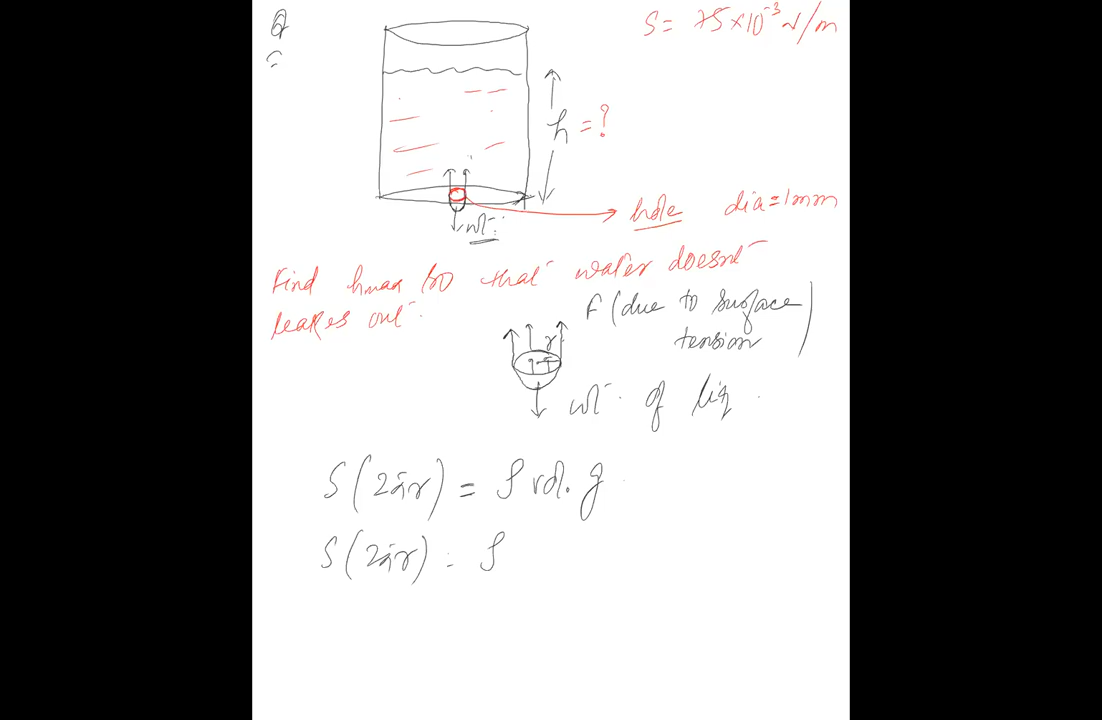 Q
S = 75×10⁻³ N/m
h = ?
wt.
hole dia = 1mm
Find hmax so that water doesnt
leakes out.
F (due to surface
tension)
r
wt. of liq.
S(2πr) = ρ vol. g
S(2πr) = ρ